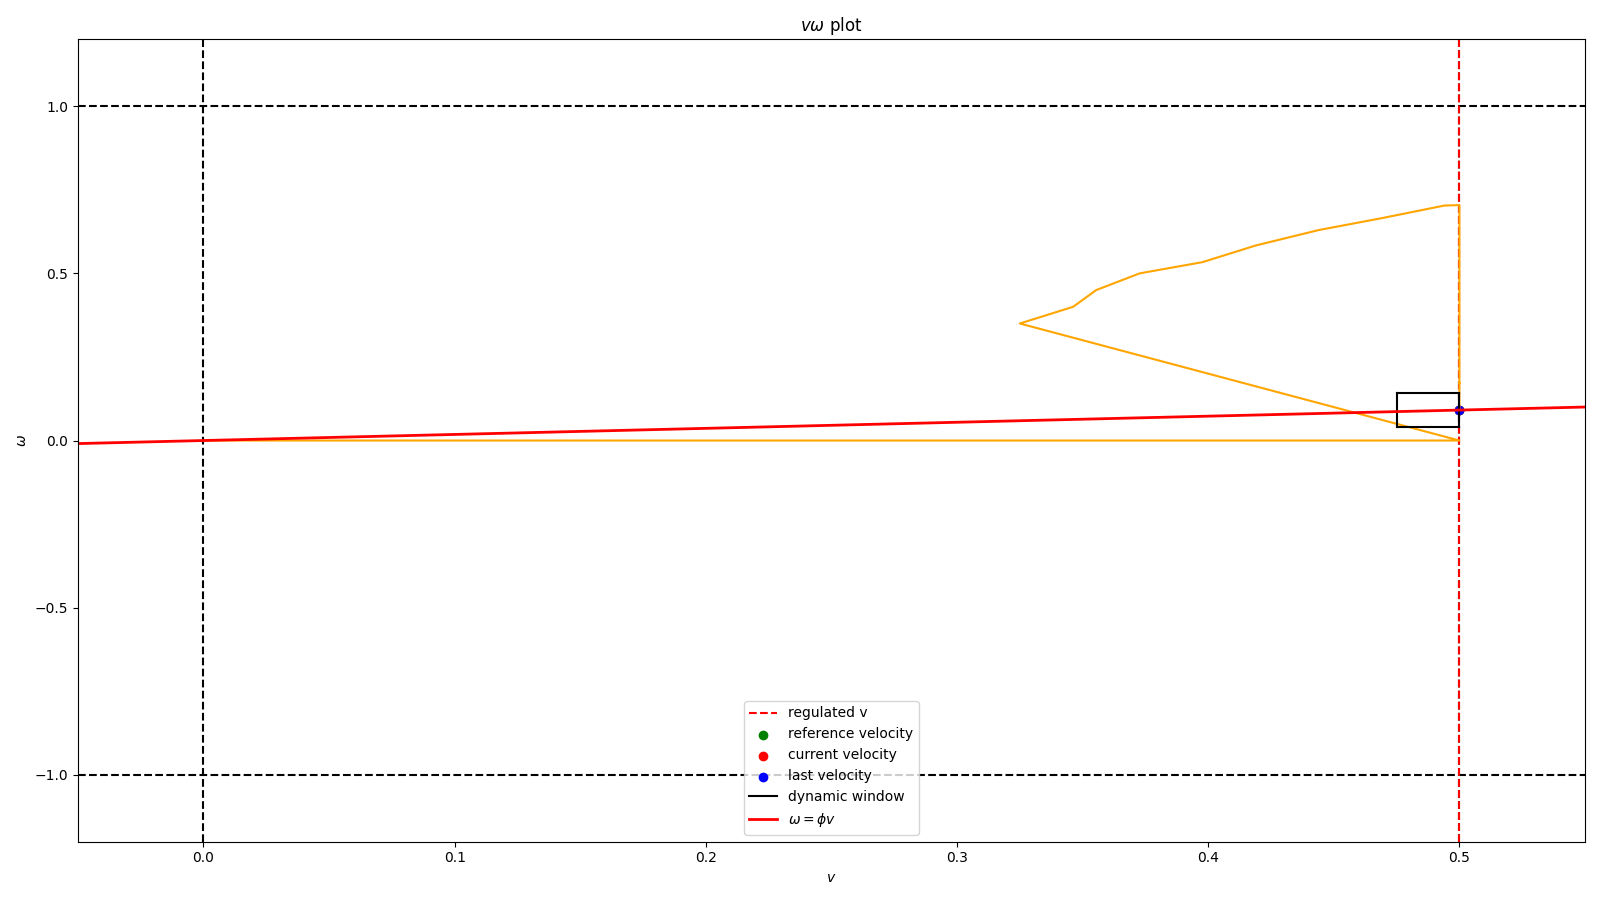 vω plot
1.0
0.5
0.0
−0.5
−1.0
ω
0.0
0.1
0.2
0.3
0.4
0.5
v
regulated v
reference velocity
current velocity
last velocity
dynamic window
ω = ϕv